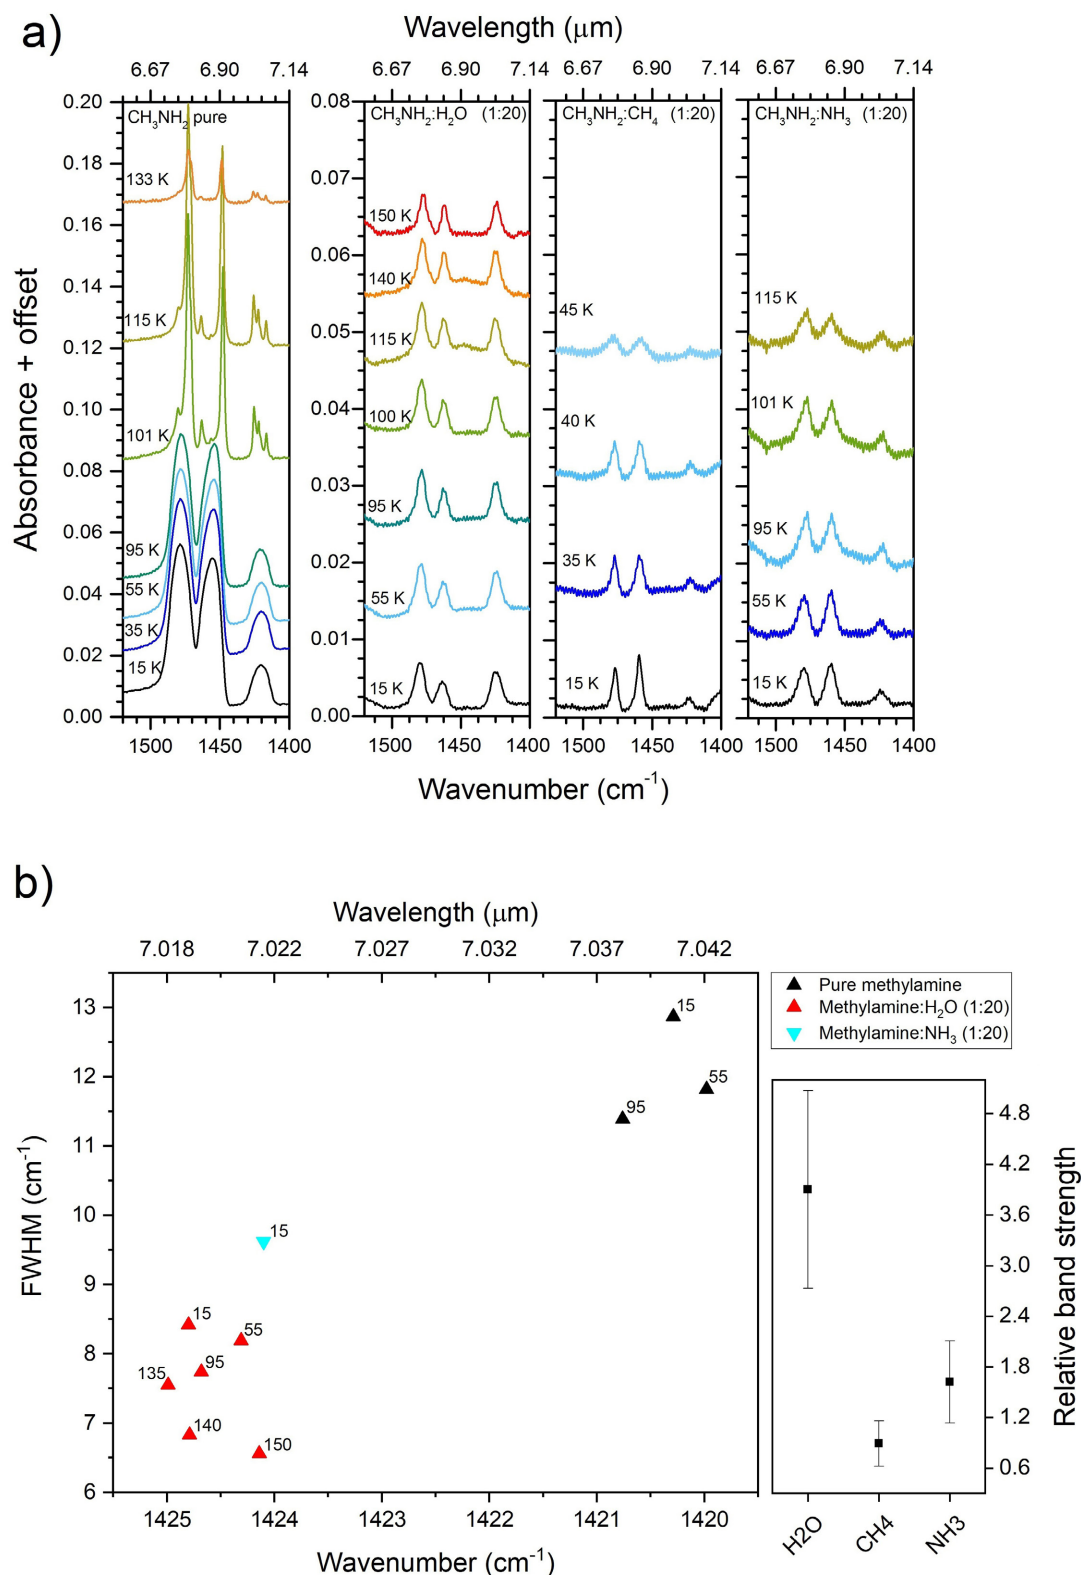 a)
Wavelength (μm)
6.67 6.90 7.14 6.67 6.90 7.14 6.67 6.90 7.14 6.67 6.90 7.14
CH3NH2 pure
CH3NH2:H2O (1:20)
CH3NH2:CH4 (1:20)
CH3NH2:NH3 (1:20)
Absorbance + offset
0.20
0.18
0.16
0.14
0.12
0.10
0.08
0.06
0.04
0.02
0.00
133 K
115 K
101 K
95 K
55 K
35 K
15 K
0.08
0.07
0.06
0.05
0.04
0.03
0.02
0.01
0.00
150 K
140 K
115 K
100 K
95 K
55 K
15 K
45 K
40 K
35 K
15 K
115 K
101 K
95 K
55 K
15 K
1500 1450 1400 1500 1450 1400 1500 1450 1400 1500 1450 1400
Wavenumber (cm-1)
b)
Wavelength (μm)
7.018 7.022 7.027 7.032 7.037 7.042
FWHM (cm-1)
13
12
11
10
9
8
7
6
15
55
95
15
15
55
95
135
140
150
1425 1424 1423 1422 1421 1420
Wavenumber (cm-1)
Pure methylamine
Methylamine:H2O (1:20)
Methylamine:NH3 (1:20)
4.8
4.2
3.6
3.0
2.4
1.8
1.2
0.6
Relative band strength
H2O
CH4
NH3